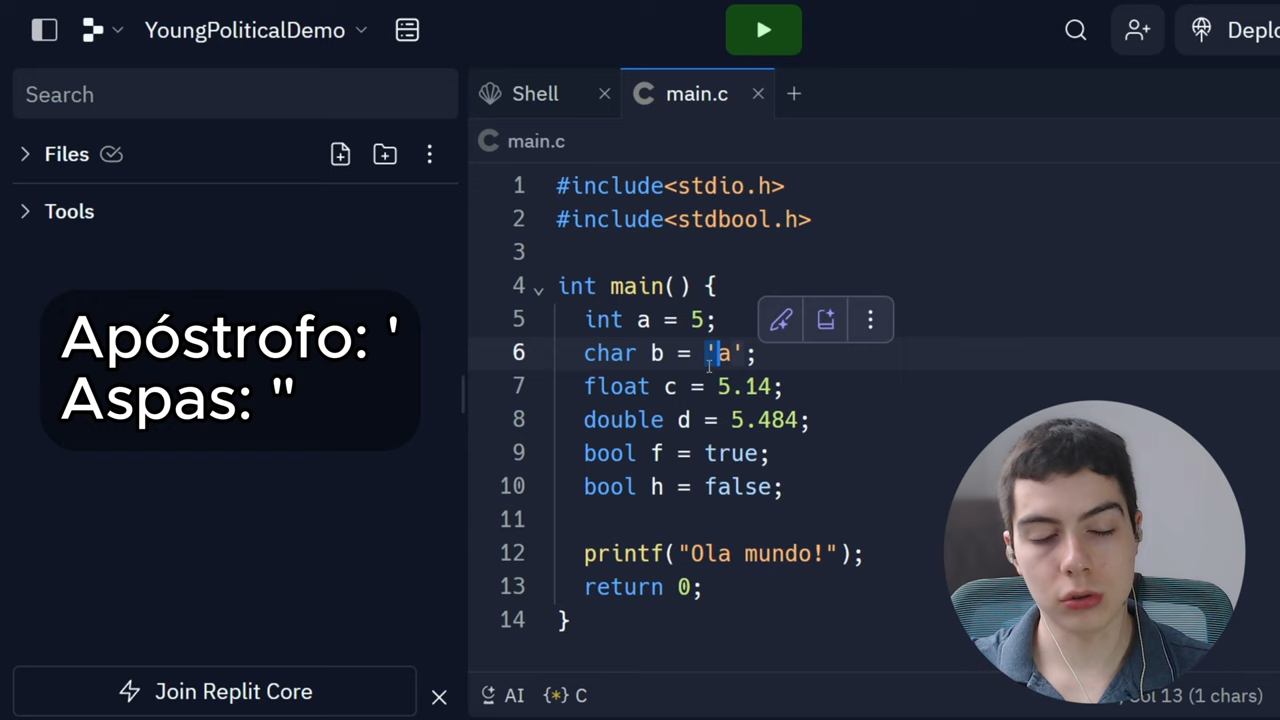 YoungPoliticalDemo
Search
Files
Tools
Apóstrofo: '
Aspas: "
Join Replit Core
Shell
main.c
main.c
1 #include<stdio.h>
2 #include<stdbool.h>
3
4 int main() {
5 int a = 5;
6 char b = 'a';
7 float c = 5.14;
8 double d = 5.484;
9 bool f = true;
10 bool h = false;
11
12 printf("Ola mundo!");
13 return 0;
14 }
AI {*} C
Col 13 (1 chars)